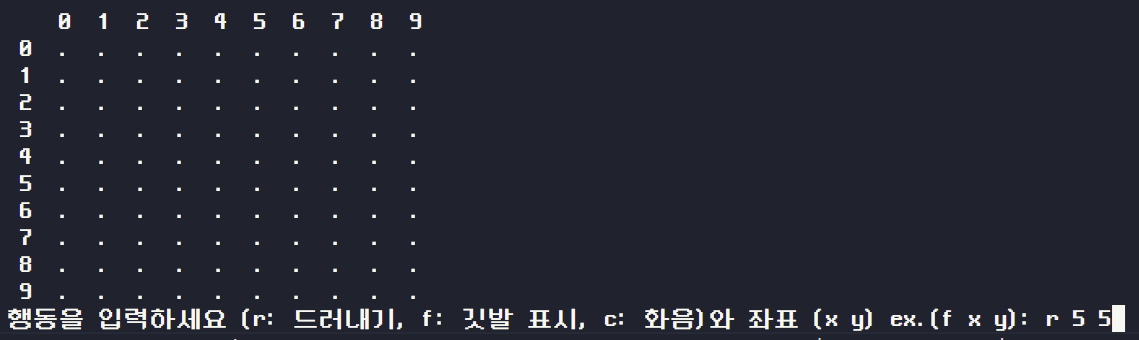 0 1 2 3 4 5 6 7 8 9
0 . . . . . . . . . .
1 . . . . . . . . . .
2 . . . . . . . . . .
3 . . . . . . . . . .
4 . . . . . . . . . .
5 . . . . . . . . . .
6 . . . . . . . . . .
7 . . . . . . . . . .
8 . . . . . . . . . .
9 . . . . . . . . . .
행동을 입력하세요 (r: 드러내기, f: 깃발 표시, c: 화음)와 좌표 (x y) ex.(f x y): r 5 5